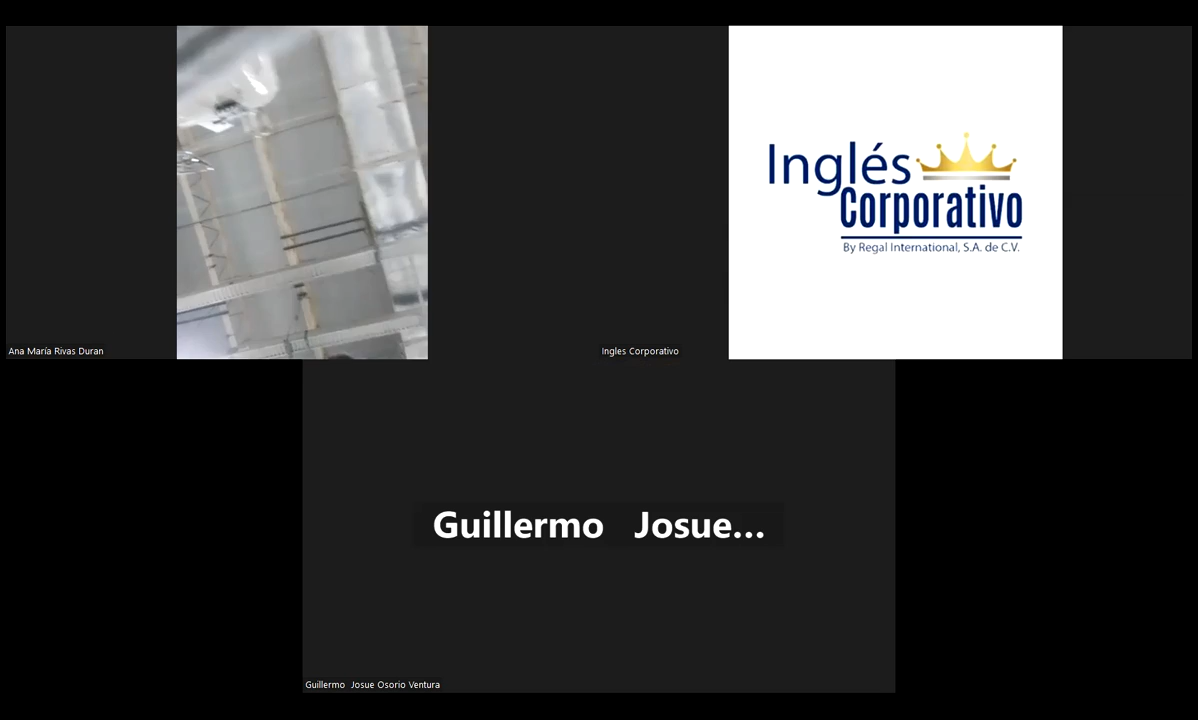 Inglés
Corporativo
By Regal International, S.A. de C.V.
Ana María Rivas Duran
Ingles Corporativo
Guillermo Josue...
Guillermo Josue Osorio Ventura